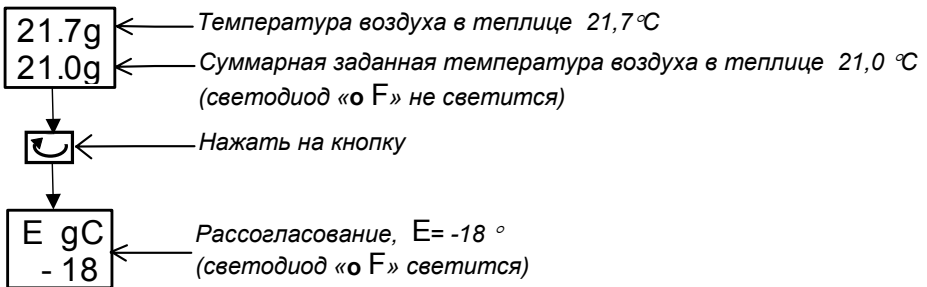 21.7g Температура воздуха в теплице 21,7°C
21.0g Суммарная заданная температура воздуха в теплице 21,0 °C
(светодиод «o F» не светится)
Нажать на кнопку
E gC Рассогласование, E= -18 °
- 18 (светодиод «o F» светится)